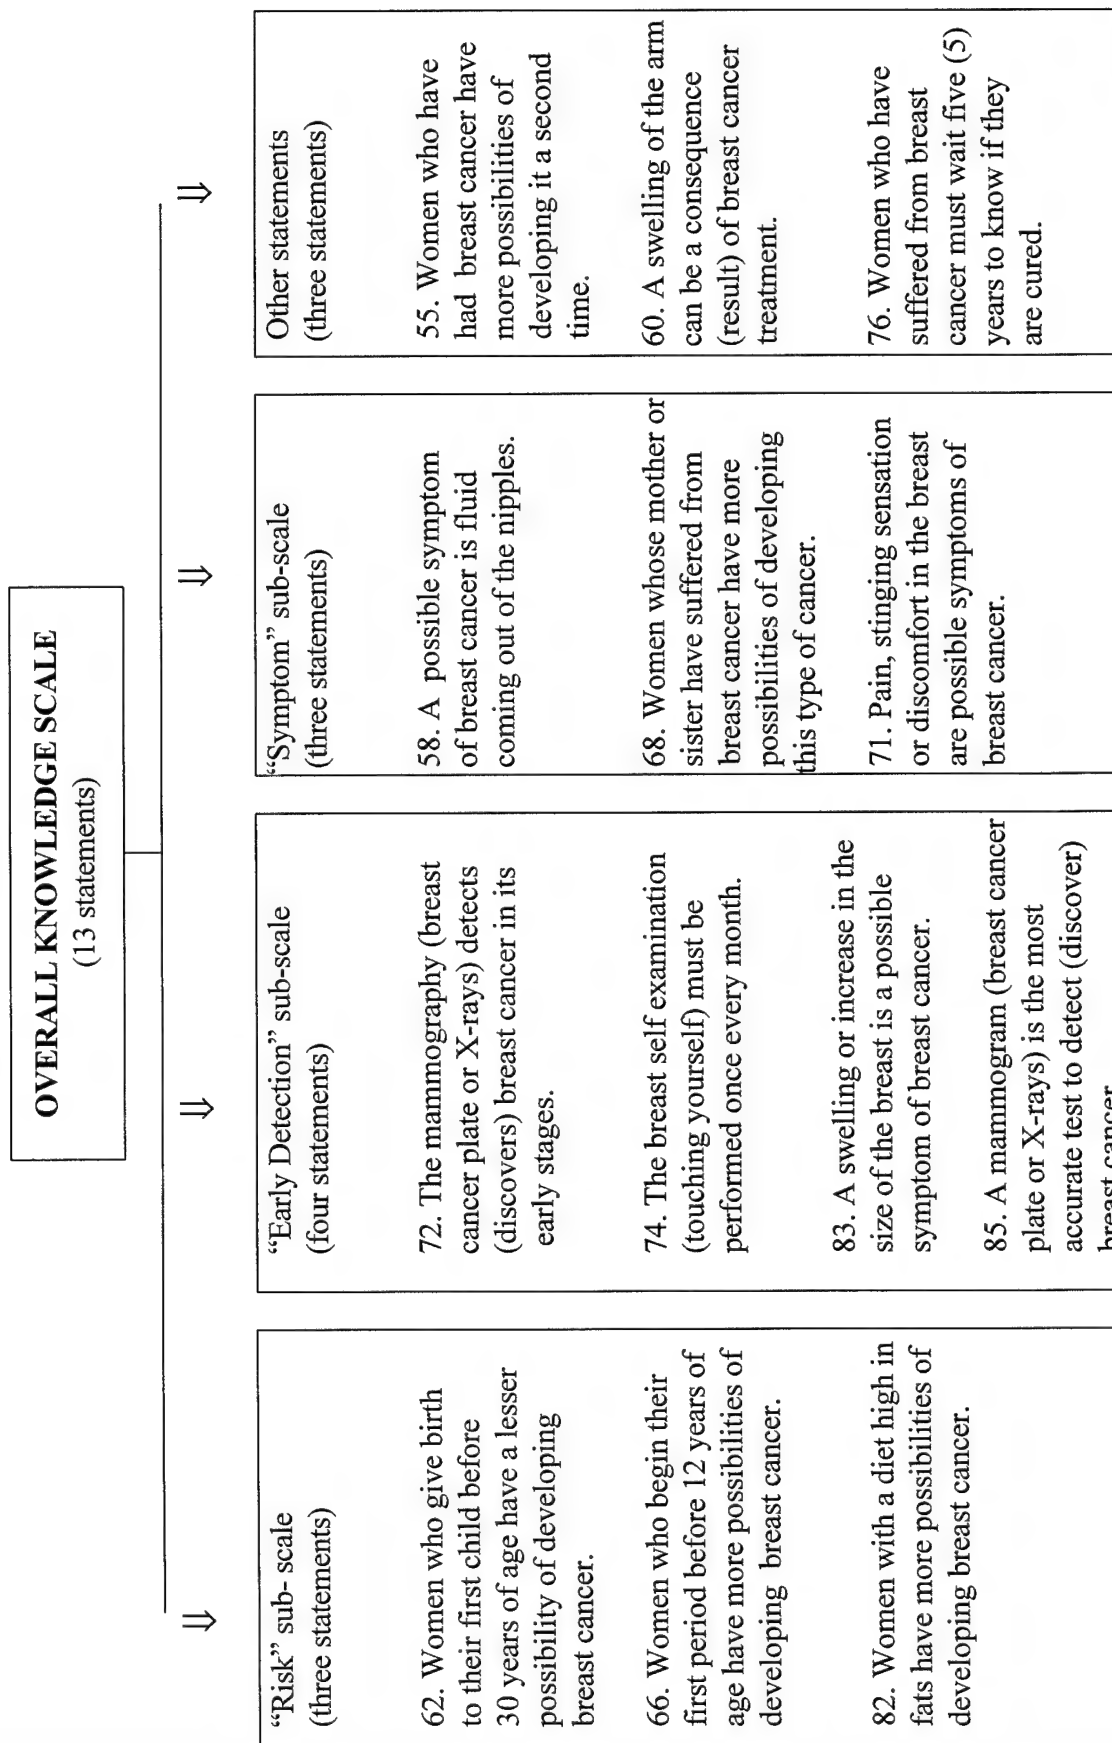 OVERALL KNOWLEDGE SCALE
(13 statements)
⇓
⇓
⇓
⇓
“Risk” sub- scale
(three statements)
62. Women who give birth
to their first child before
30 years of age have a lesser
possibility of developing
breast cancer.
66. Women who begin their
first period before 12 years of
age have more possibilities of
developing breast cancer.
82. Women with a diet high in
fats have more possibilities of
developing breast cancer.
“Early Detection” sub-scale
(four statements)
72. The mammography (breast
cancer plate or X-rays) detects
(discovers) breast cancer in its
early stages.
74. The breast self examination
(touching yourself) must be
performed once every month.
83. A swelling or increase in the
size of the breast is a possible
symptom of breast cancer.
85. A mammogram (breast cancer
plate or X-rays) is the most
accurate test to detect (discover)
breast cancer
“Symptom” sub-scale
(three statements)
58. A possible symptom
of breast cancer is fluid
coming out of the nipples.
68. Women whose mother or
sister have suffered from
breast cancer have more
possibilities of developing
this type of cancer.
71. Pain, stinging sensation
or discomfort in the breast
are possible symptoms of
breast cancer.
Other statements
(three statements)
55. Women who have
had breast cancer have
more possibilities of
developing it a second
time.
60. A swelling of the arm
can be a consequence
(result) of breast cancer
treatment.
76. Women who have
suffered from breast
cancer must wait five (5)
years to know if they
are cured.